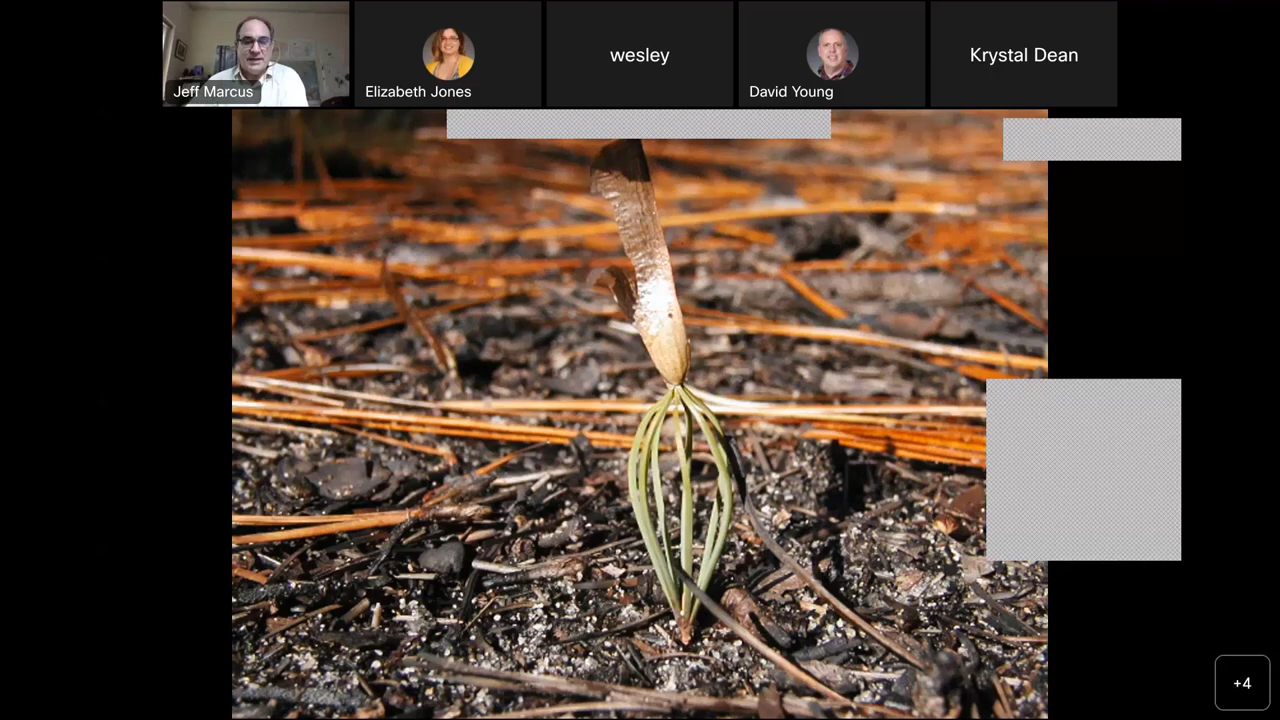 Jeff Marcus
Elizabeth Jones
wesley
David Young
Krystal Dean
+4